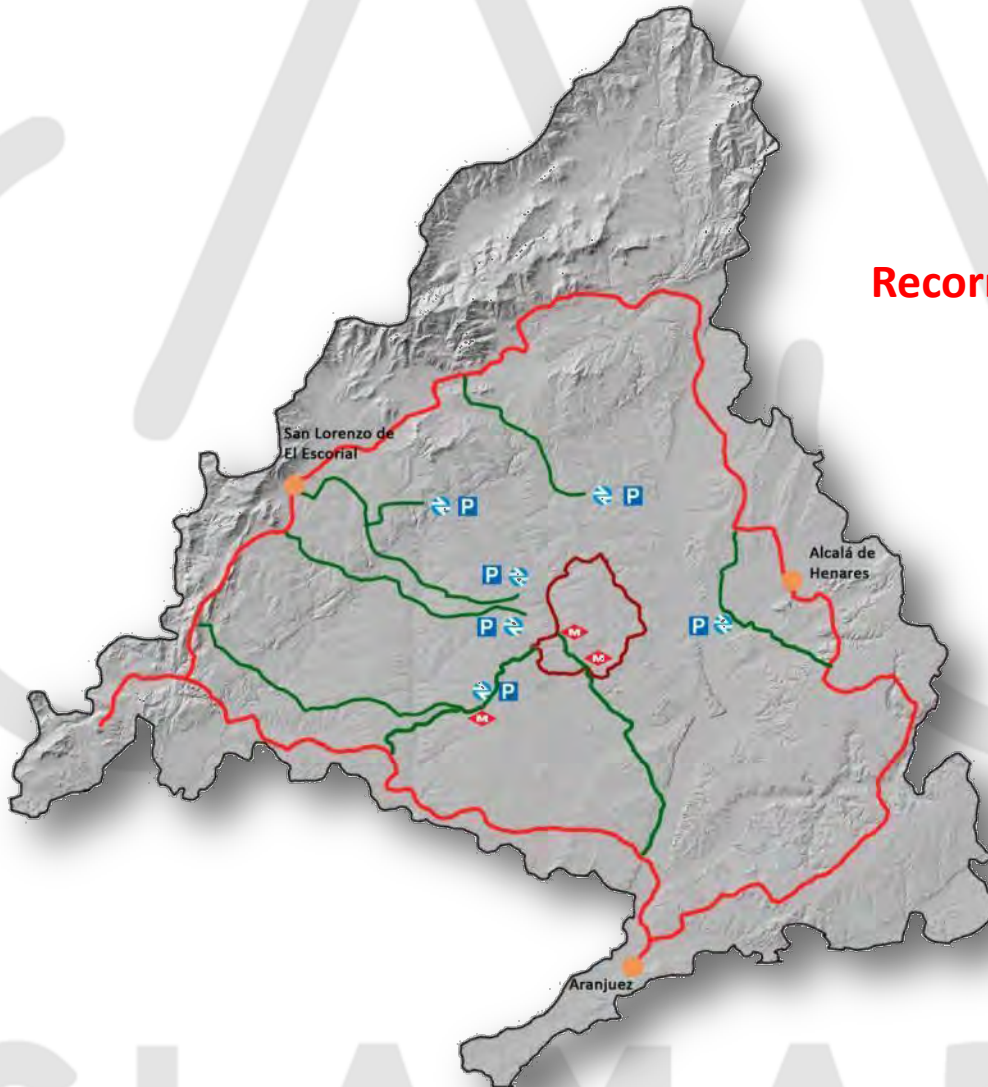 Recorr
San Lorenzo de
El Escorial
P
P
Alcalá de
Henares
P
P
P
M
M
P
M
Aranjuez